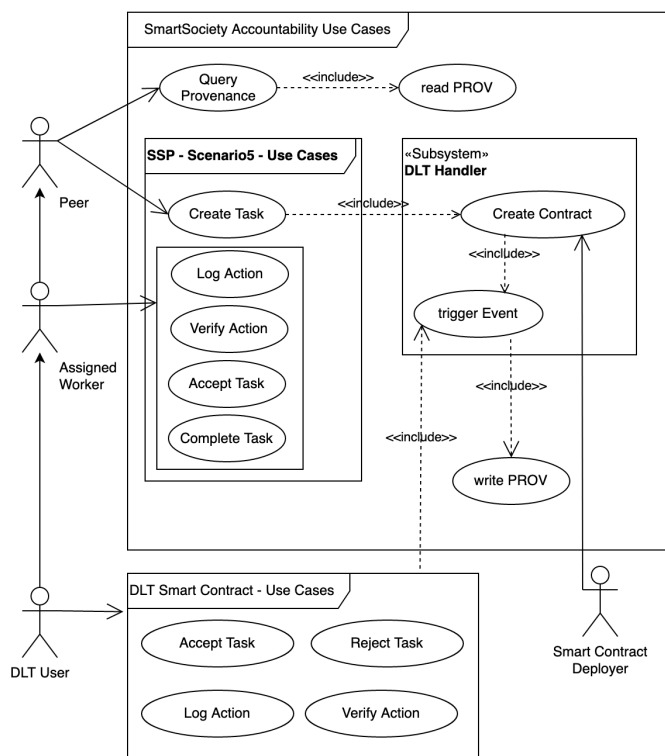 SmartSociety Accountability Use Cases
Query
Provenance
<<include>>
read PROV
Peer
SSP - Scenario5 - Use Cases
«Subsystem»
DLT Handler
Create Task
<<include>>
Create Contract
<<include>>
Log Action
trigger Event
Verify Action
Assigned
Worker
Accept Task
<<include>>
Complete Task
<<include>>
write PROV
DLT Smart Contract - Use Cases
DLT User
Accept Task
Reject Task
Log Action
Verify Action
Smart Contract
Deployer